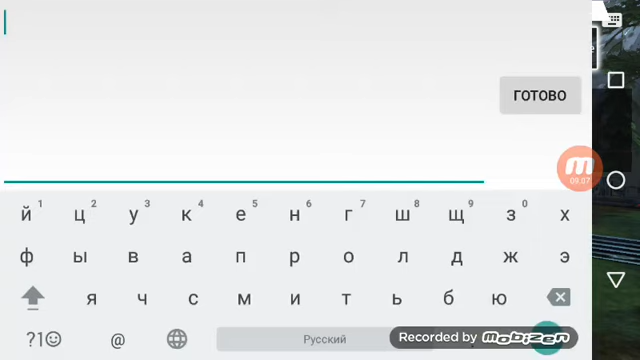 ГОТОВО
09:07
й 1 ц 2 у 3 к 4 е 5 н 6 г 7 ш 8 щ 9 з 0 х
ф ы в а п р о л д ж э
я ч с м и т ь б ю
?1 @ Русский
Recorded by mobizen